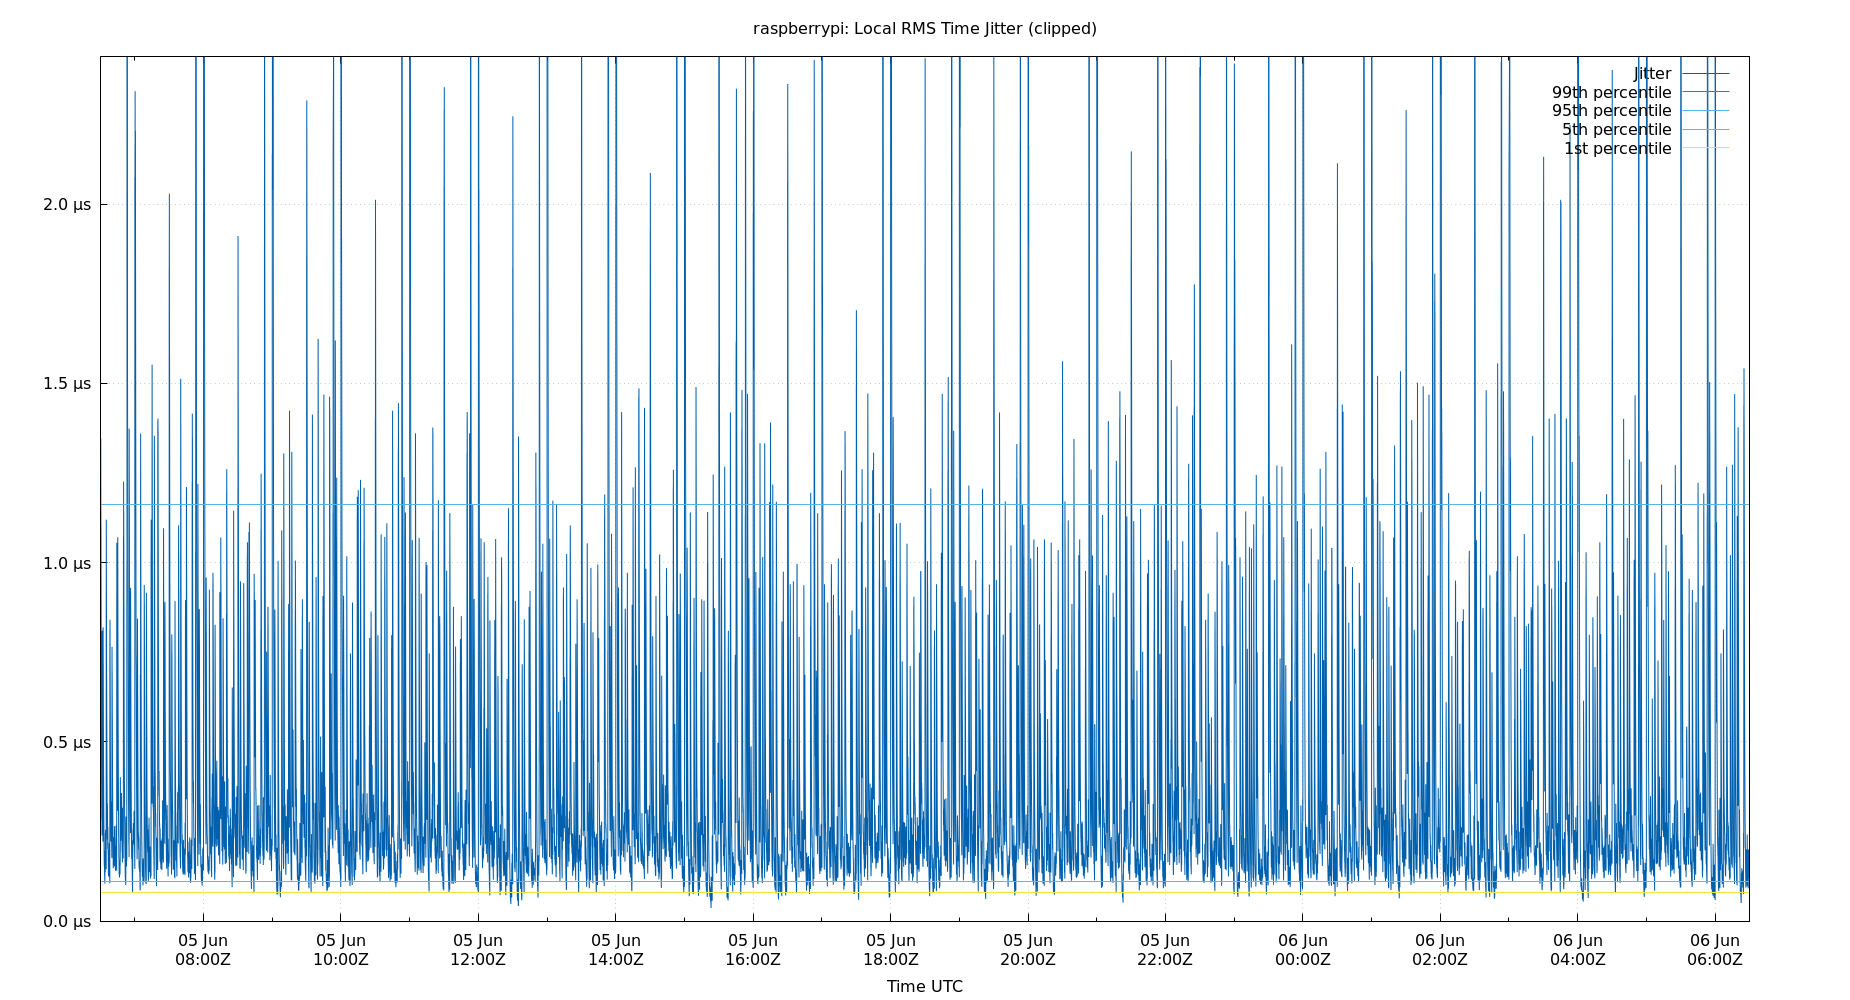 raspberrypi: Local RMS Time Jitter (clipped)
Jitter
99th percentile
95th percentile
5th percentile
1st percentile
2.0 µs
1.5 µs
1.0 µs
0.5 µs
0.0 µs
05 Jun 05 Jun 05 Jun 05 Jun 05 Jun 05 Jun 05 Jun 05 Jun 06 Jun 06 Jun 06 Jun 06 Jun
08:00Z 10:00Z 12:00Z 14:00Z 16:00Z 18:00Z 20:00Z 22:00Z 00:00Z 02:00Z 04:00Z 06:00Z
Time UTC